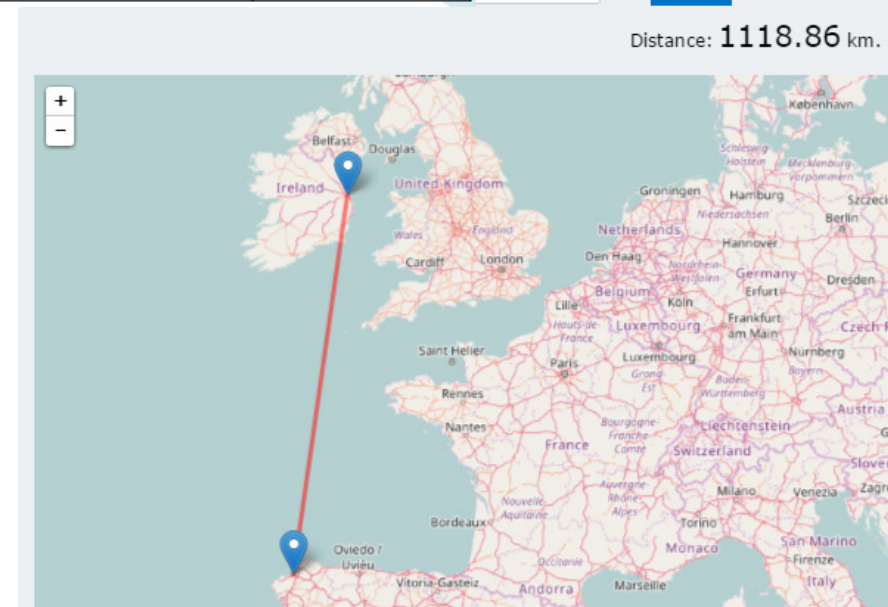 Distance: 1118.86 km.
+
−
København
Belfast
Douglas
Schleswig-
Holstein
Mecklenburg-
Vorpommern
Ireland
United Kingdom
Groningen
Hamburg
Szczeci
Niedersachsen
Berlin
Wales
England
Netherlands
Hannover
Cardiff
London
Den Haag
Nordrhein-
Westfalen
Germany
Dresden
Belgium
Köln
Erfurt
Lille
Hauts-de-
France
Luxembourg
Frankfurt
am Main
Czech
Saint Helier
Luxembourg
Nürnberg
Paris
Grand-
Est
Bayern
Rennes
Baden-
Württemberg
Austria
Nantes
Bourgogne-
Franche-
Comté
Liechtenstein
France
Switzerland
Slove
Auvergne-
Rhône-
Alpes
Milano
Venezia
Zagr
Nouvelle-
Aquitaine
Bordeaux
Torino
San Marino
Oviedo /
Uviéu
Monaco
Firenze
Occitanie
Vitoria-Gasteiz
Andorra
Marseille
Italy